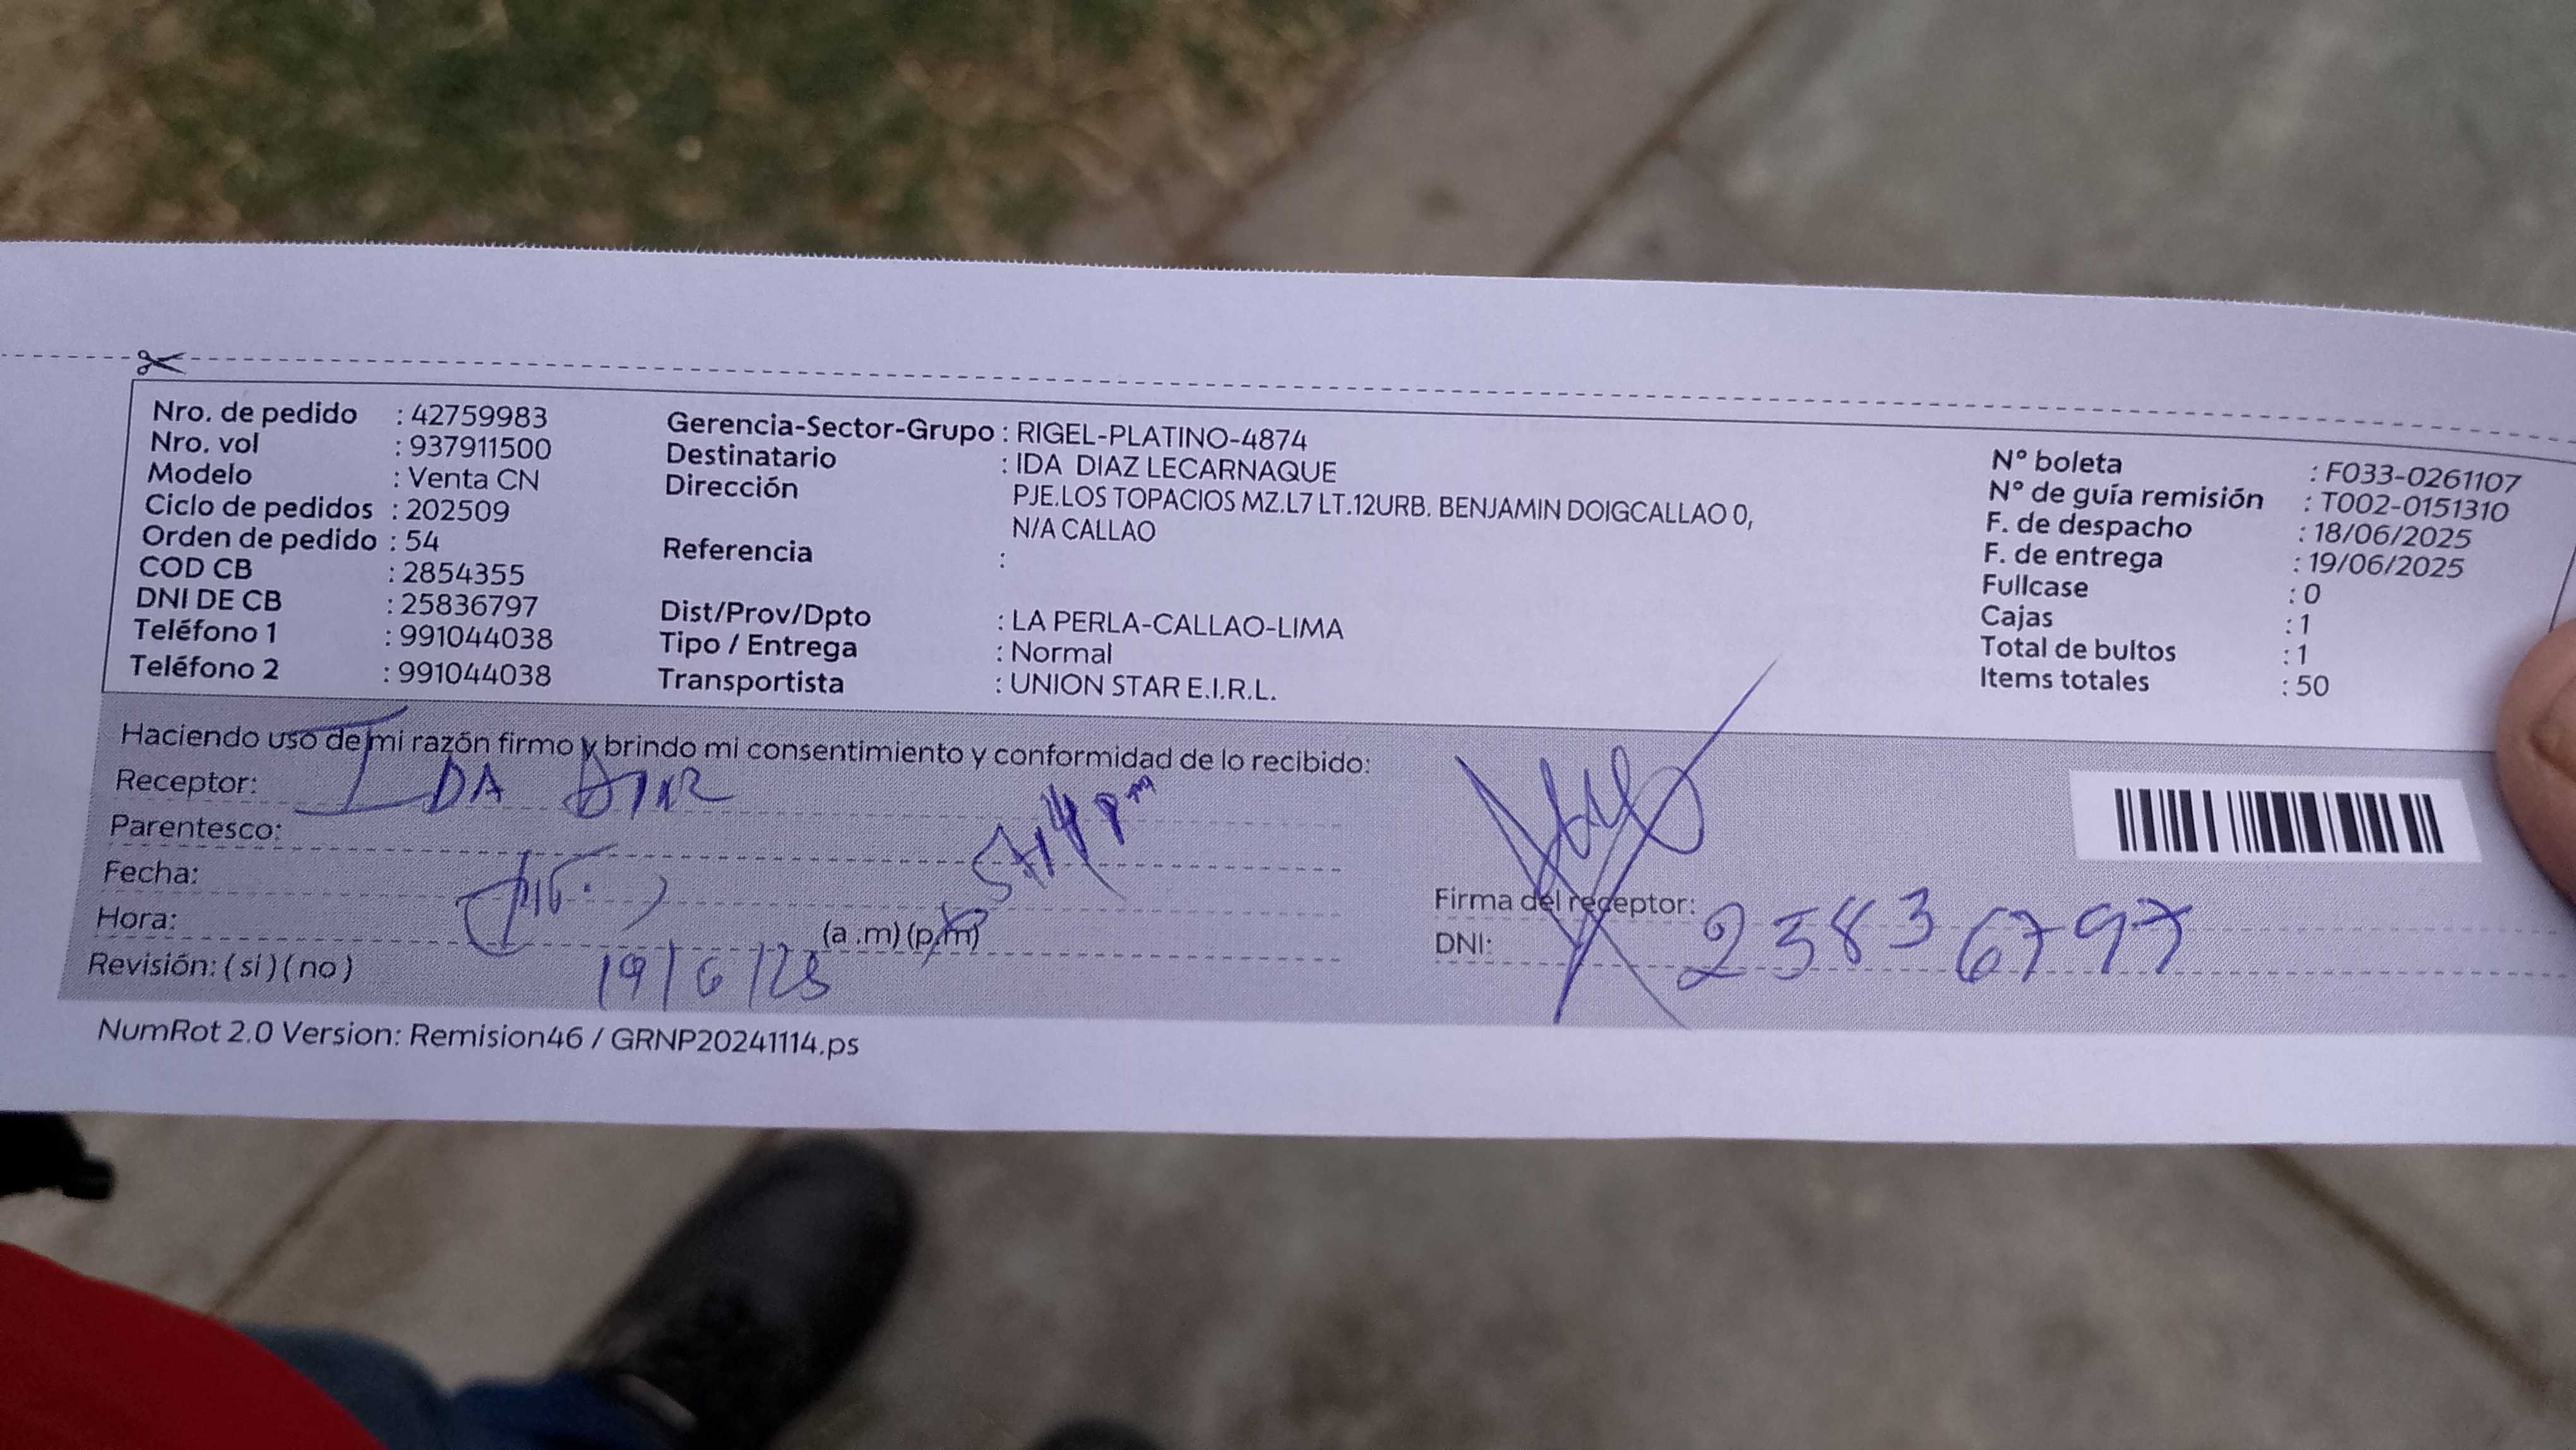 Nro. de pedido : 42759983
Nro. vol : 937911500
Modelo : Venta CN
Ciclo de pedidos : 202509
Orden de pedido : 54
COD CB : 2854355
DNI DE CB : 25836797
Teléfono 1 : 991044038
Teléfono 2 : 991044038
Gerencia-Sector-Grupo : RIGEL-PLATINO-4874
Destinatario : IDA DIAZ LECARNAQUE
Dirección PJE.LOS TOPACIOS MZ.L7 LT.12URB. BENJAMIN DOIGCALLAO 0,
N/A CALLAO
Referencia :
Dist/Prov/Dpto : LA PERLA-CALLAO-LIMA
Tipo / Entrega : Normal
Transportista : UNION STAR E.I.R.L.
N° boleta : F033-0261107
N° de guía remisión : T002-0151310
F. de despacho : 18/06/2025
F. de entrega : 19/06/2025
Fullcase : 0
Cajas : 1
Total de bultos : 1
Items totales : 50
Haciendo uso de mi razón firmo y brindo mi consentimiento y conformidad de lo recibido:
Receptor: IDA DIAZ
Parentesco:
Fecha:
Hora: (a .m) (p.m)
Revisión: ( si ) ( no ) 19/6/25
Firma del receptor:
DNI: 25836797
NumRot 2.0 Version: Remision46 / GRNP20241114.ps